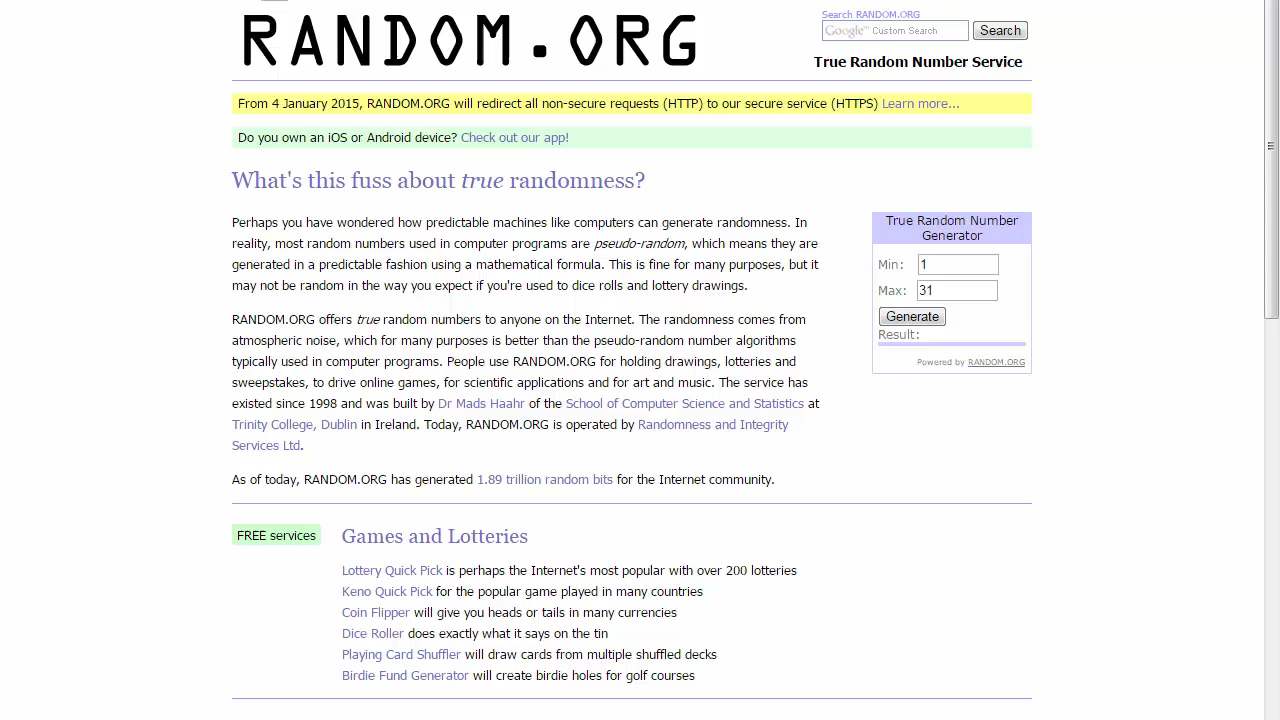 RANDOM.ORG
Search RANDOM.ORG
Google™ Custom Search
Search
True Random Number Service
From 4 January 2015, RANDOM.ORG will redirect all non-secure requests (HTTP) to our secure service (HTTPS) Learn more...
Do you own an iOS or Android device? Check out our app!
What's this fuss about true randomness?
Perhaps you have wondered how predictable machines like computers can generate randomness. In
reality, most random numbers used in computer programs are pseudo-random, which means they are
generated in a predictable fashion using a mathematical formula. This is fine for many purposes, but it
may not be random in the way you expect if you're used to dice rolls and lottery drawings.
RANDOM.ORG offers true random numbers to anyone on the Internet. The randomness comes from
atmospheric noise, which for many purposes is better than the pseudo-random number algorithms
typically used in computer programs. People use RANDOM.ORG for holding drawings, lotteries and
sweepstakes, to drive online games, for scientific applications and for art and music. The service has
existed since 1998 and was built by Dr Mads Haahr of the School of Computer Science and Statistics at
Trinity College, Dublin in Ireland. Today, RANDOM.ORG is operated by Randomness and Integrity
Services Ltd.
As of today, RANDOM.ORG has generated 1.89 trillion random bits for the Internet community.
True Random Number
Generator
Min: 1
Max: 31
Generate
Result:
Powered by RANDOM.ORG
FREE services
Games and Lotteries
Lottery Quick Pick is perhaps the Internet's most popular with over 200 lotteries
Keno Quick Pick for the popular game played in many countries
Coin Flipper will give you heads or tails in many currencies
Dice Roller does exactly what it says on the tin
Playing Card Shuffler will draw cards from multiple shuffled decks
Birdie Fund Generator will create birdie holes for golf courses